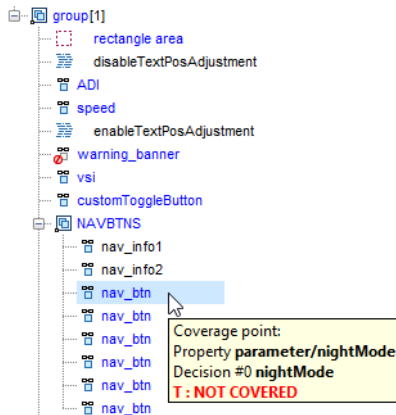 group[1]
rectangle area
disableTextPosAdjustment
ADI
speed
enableTextPosAdjustment
warning_banner
vsi
customToggleButton
NAVBTNS
nav_info1
nav_info2
nav_btn
nav_btn
nav_btn
nav_btn
nav_btn
nav_btn
Coverage point:
Property parameter/nightMode
Decision #0 nightMode
T : NOT COVERED